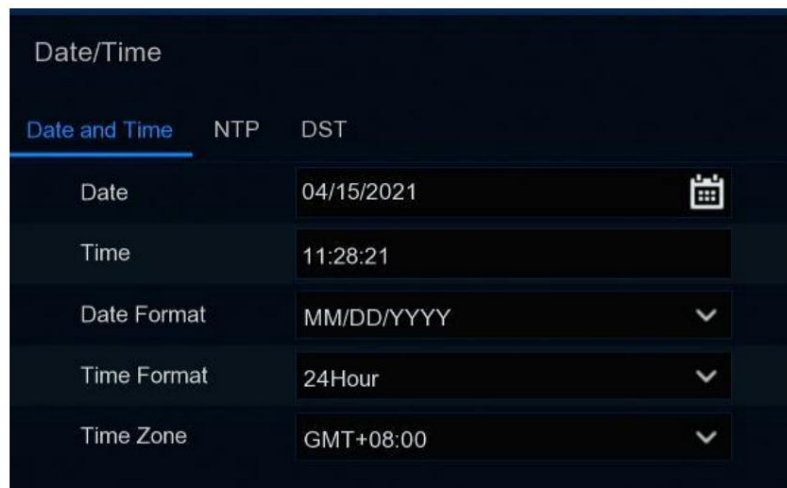 Date/Time
Date and Time NTP DST
Date 04/15/2021
Time 11:28:21
Date Format MM/DD/YYYY
Time Format 24Hour
Time Zone GMT+08:00